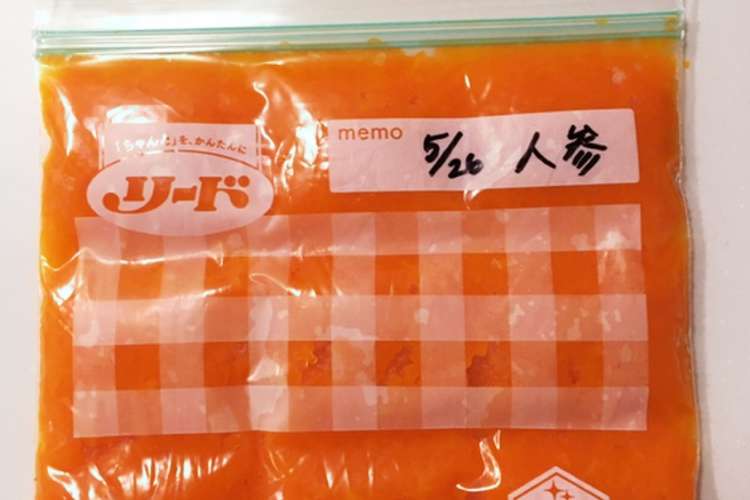 「ちゃんと」を、かんたんに
リード
memo
5/26 人参